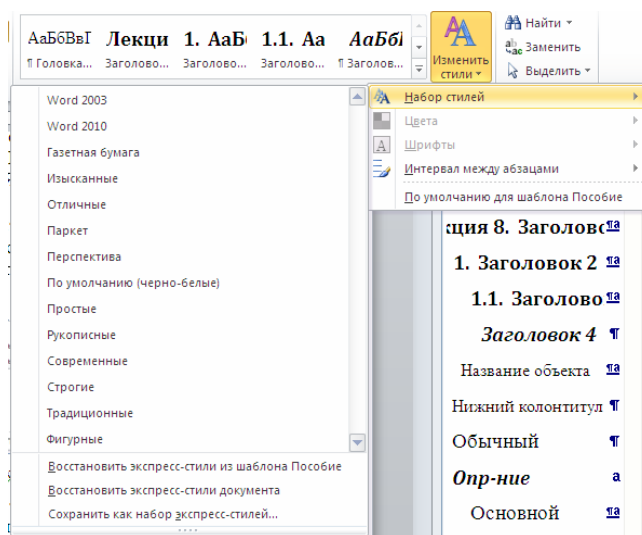 АаБбВвГ Лекци 1. АаБб 1.1. Аа АаБбІ
¶ Головка... Заголово... Заголово... Заголово... ¶ Заголов...
Изменить
стили
Найти
Заменить
Выделить
Набор стилей
Цвета
Шрифты
Интервал между абзацами
По умолчанию для шаблона Пособие
Word 2003
Word 2010
Газетная бумага
Изысканные
Отличные
Паркет
Перспектива
По умолчанию (черно-белые)
Простые
Рукописные
Современные
Строгие
Традиционные
Фигурные
Восстановить экспресс-стили из шаблона Пособие
Восстановить экспресс-стили документа
Сохранить как набор экспресс-стилей...
ция 8. Заголово ¶a
1. Заголовок 2 ¶a
1.1. Заголово ¶a
Заголовок 4 ¶
Название объекта ¶a
Нижний колонтитул ¶
Обычный ¶
Опр-ние a
Основной ¶a